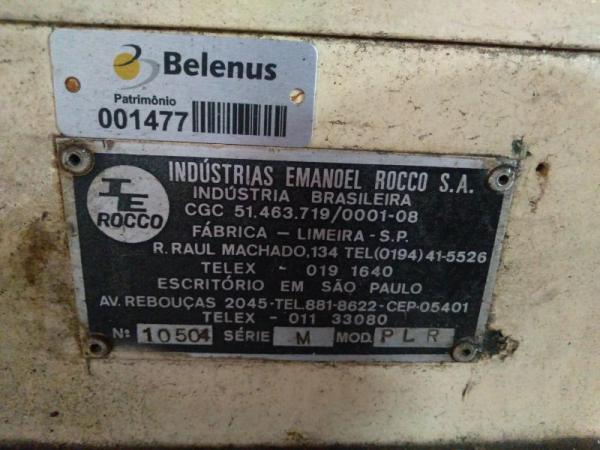 Belenus
Patrimônio
001477
IE
ROCCO
INDÚSTRIAS EMANOEL ROCCO S.A.
INDÚSTRIA BRASILEIRA
CGC 51.463.719/0001-08
FÁBRICA - LIMEIRA - S.P.
R. RAUL MACHADO, 134 TEL(0194) 41-5526
TELEX - 019 1640
ESCRITÓRIO EM SÃO PAULO
AV. REBOUÇAS 2045-TEL.881-8622-CEP-05401
TELEX - 011 33080
Nº 10504 SÉRIE M MOD. PLR